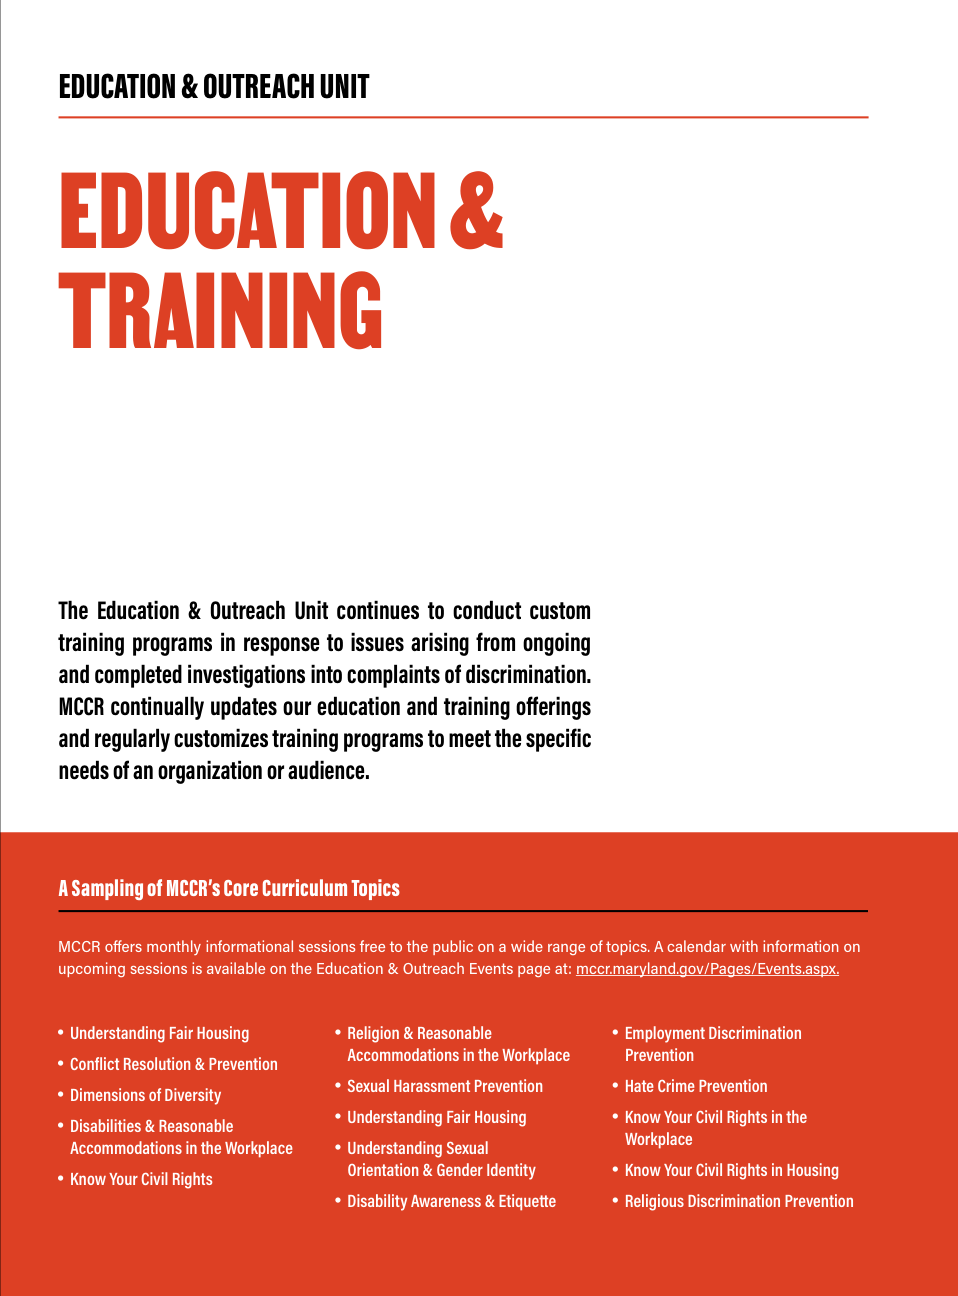 EDUCATION & OUTREACH UNIT
EDUCATION &
TRAINING
The Education & Outreach Unit continues to conduct custom
training programs in response to issues arising from ongoing
and completed investigations into complaints of discrimination.
MCCR continually updates our education and training offerings
and regularly customizes training programs to meet the specific
needs of an organization or audience.
A Sampling of MCCR's Core Curriculum Topics
MCCR offers monthly informational sessions free to the public on a wide range of topics. A calendar with information on
upcoming sessions is available on the Education & Outreach Events page at: mccr.maryland.gov/Pages/Events.aspx.
• Understanding Fair Housing
• Conflict Resolution & Prevention
• Dimensions of Diversity
• Disabilities & Reasonable
Accommodations in the Workplace
• Know Your Civil Rights
• Religion & Reasonable
Accommodations in the Workplace
• Sexual Harassment Prevention
• Understanding Fair Housing
• Understanding Sexual
Orientation & Gender Identity
• Disability Awareness & Etiquette
• Employment Discrimination
Prevention
• Hate Crime Prevention
• Know Your Civil Rights in the
Workplace
• Know Your Civil Rights in Housing
• Religious Discrimination Prevention